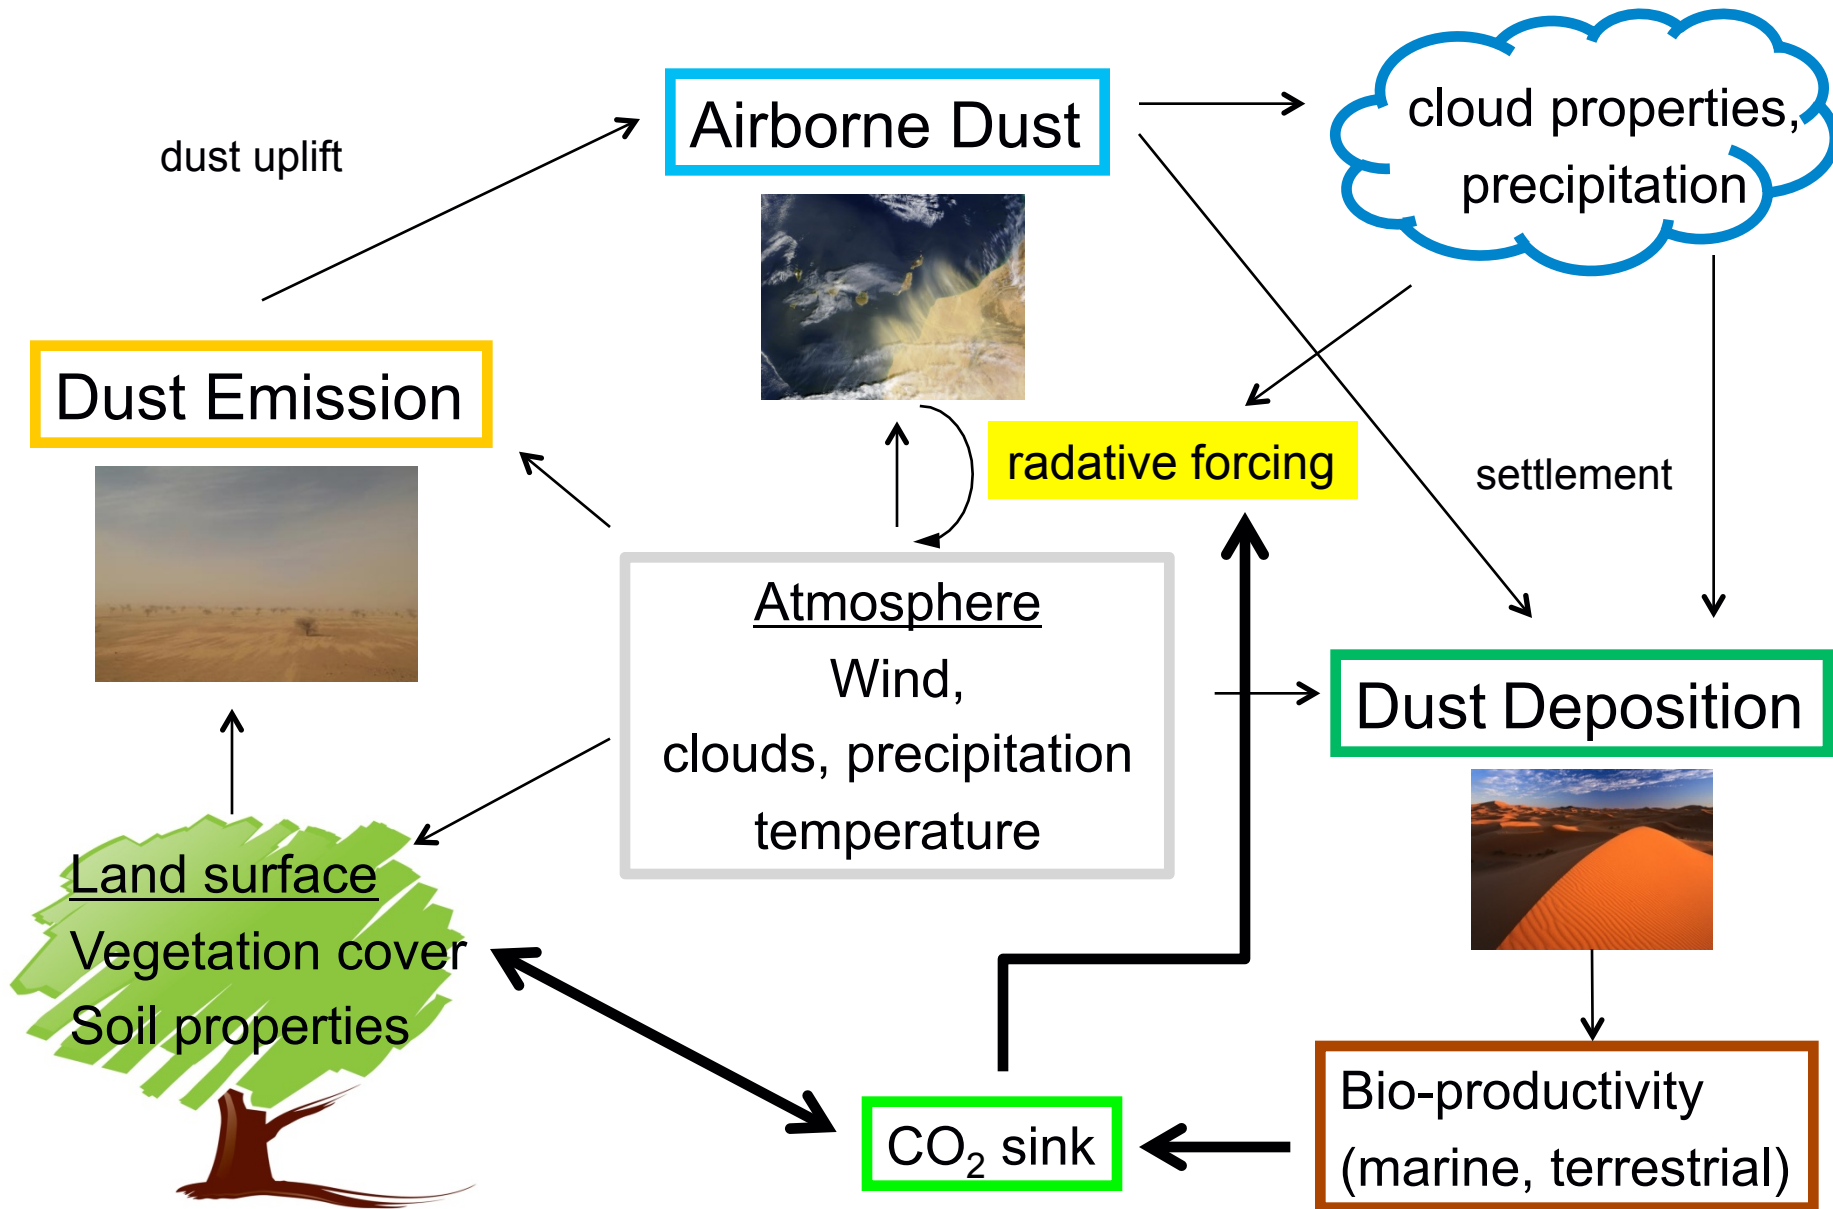 Airborne Dust
cloud properties,
precipitation
dust uplift
Dust Emission
radative forcing
settlement
Atmosphere
Wind,
clouds, precipitation
temperature
Dust Deposition
Land surface
Vegetation cover
Soil properties
CO₂ sink
Bio-productivity
(marine, terrestrial)